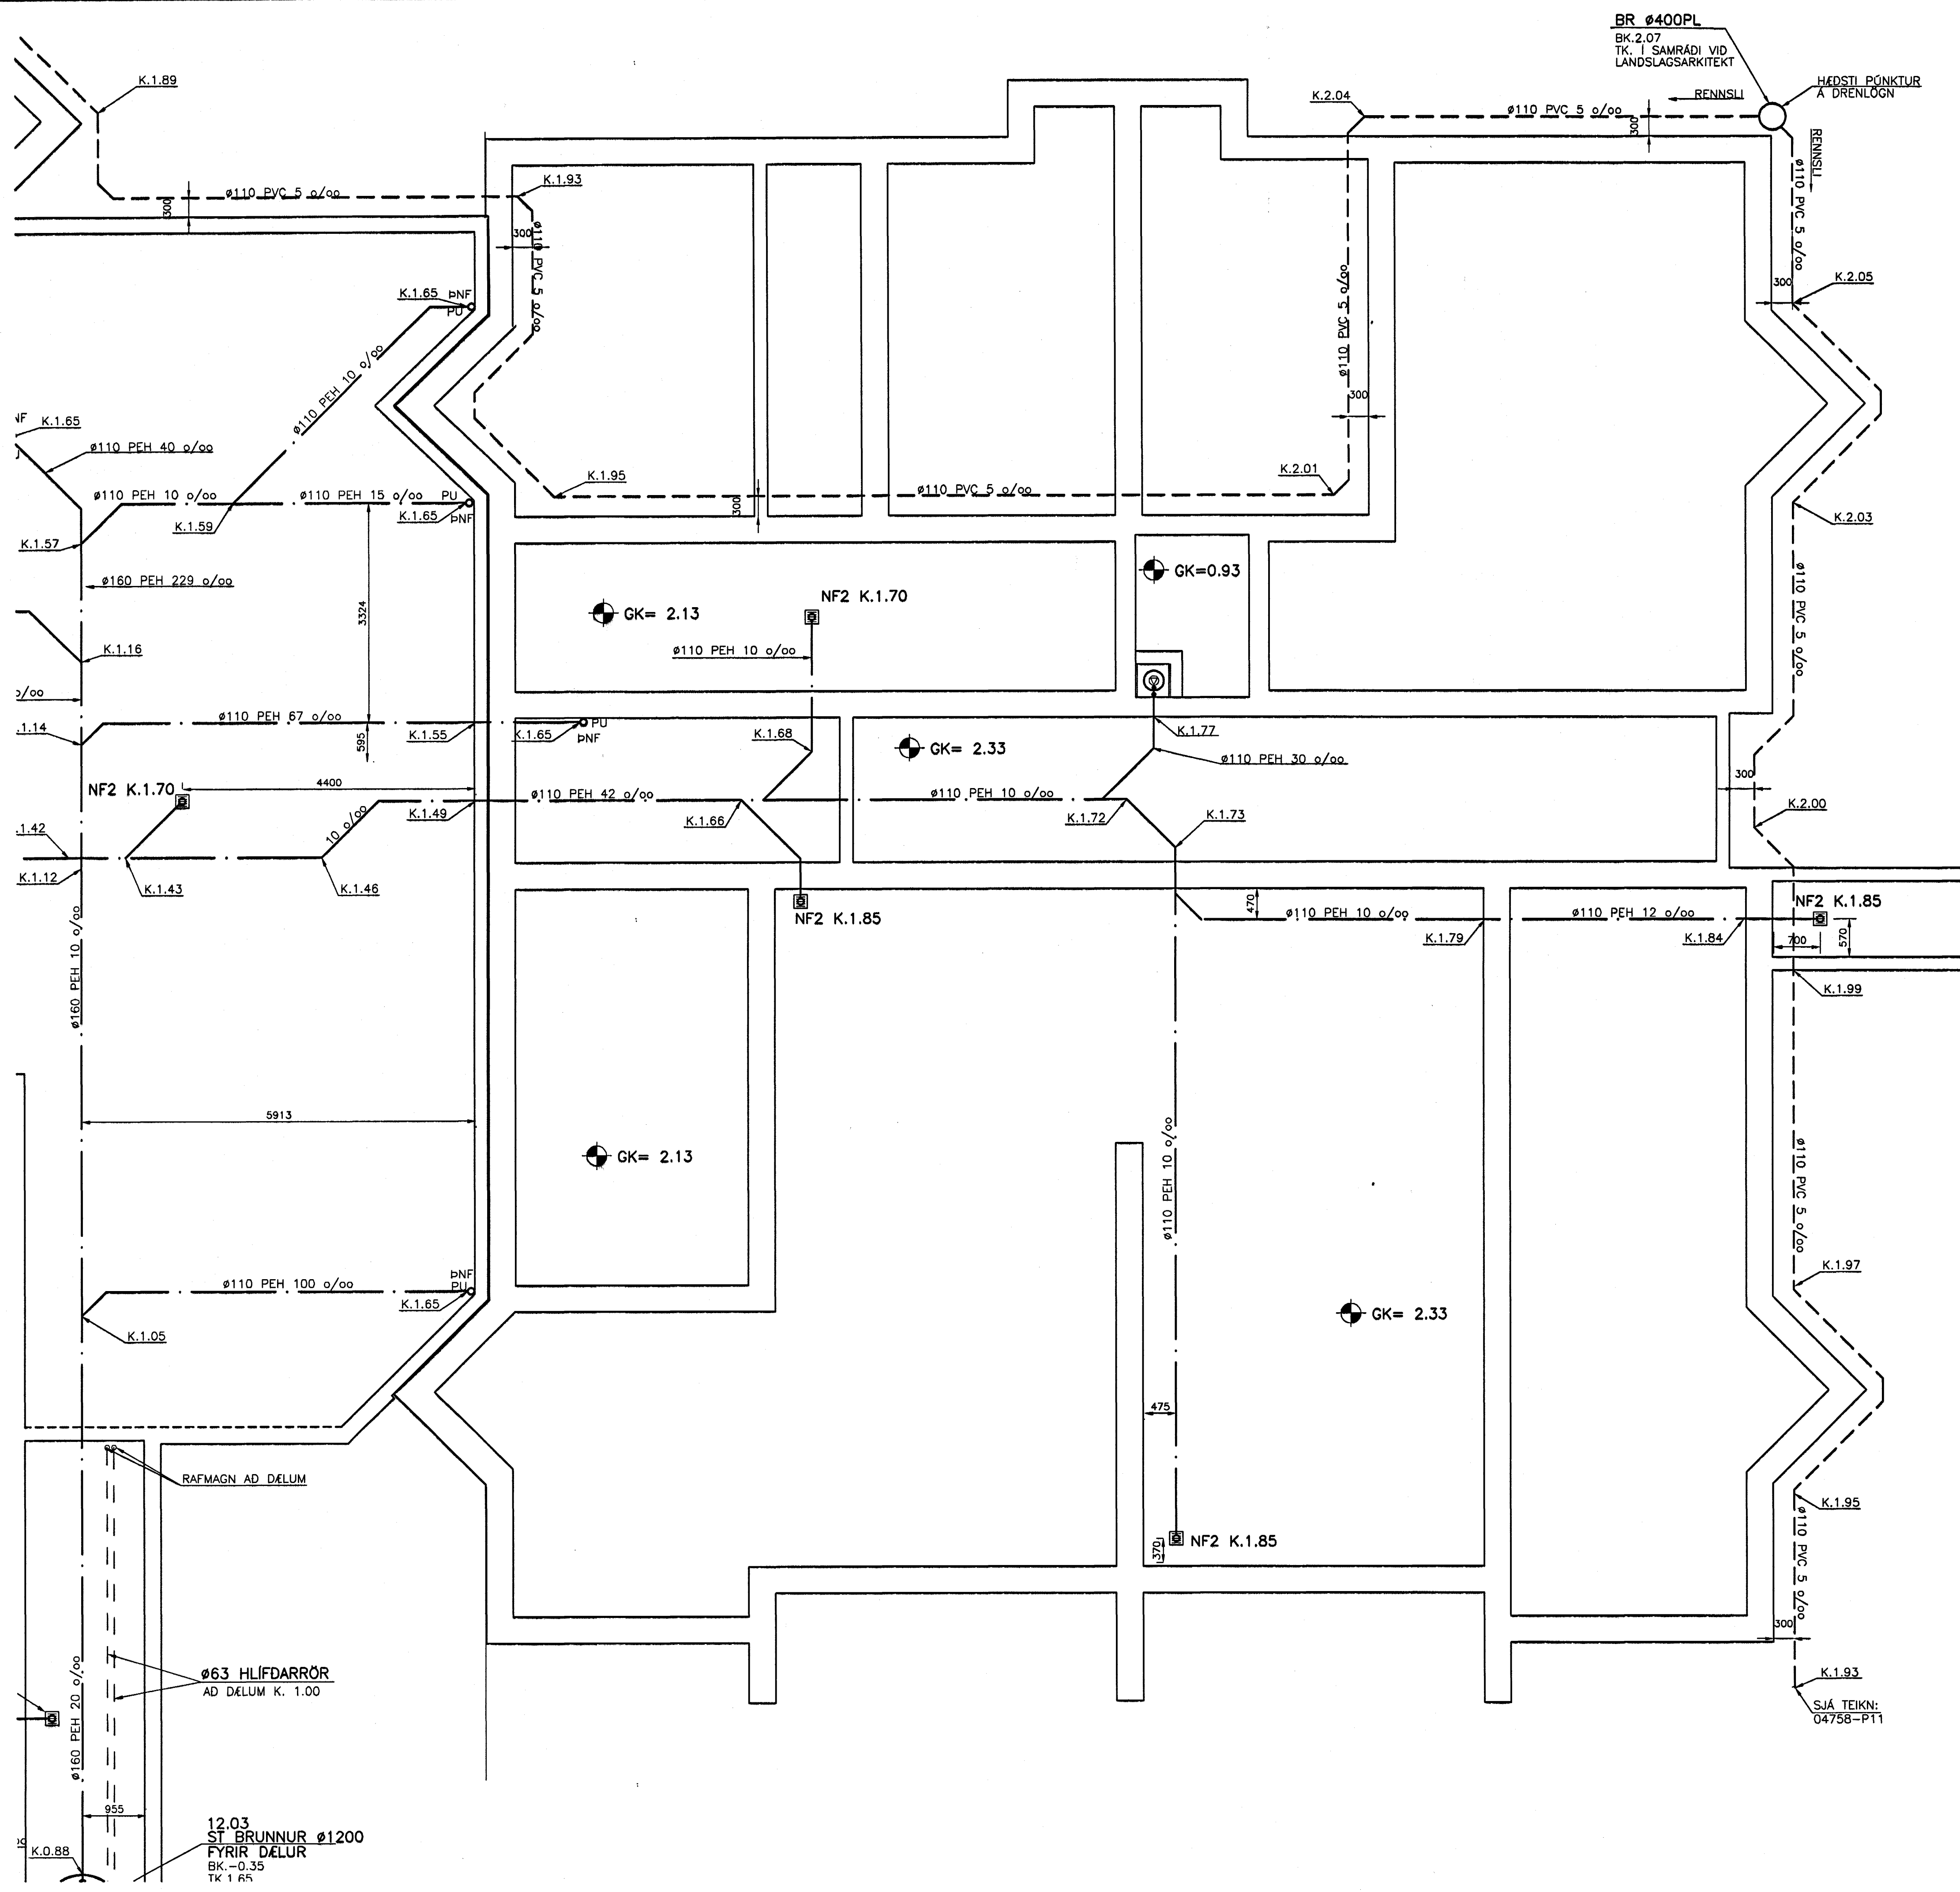 BR ø400PL
BK.2.07
TK. Í SAMRÁDI VID
LANDSLAGSARKITEKT
HÆDSTI PÚNKTUR
Á DRENLÖGN
RENNSLI
RENNSLI
K.1.89
K.2.04
ø110 PVC 5 o/oo
300
ø110 PVC 5 o/oo
K.1.93
ø110 PVC 5 o/oo
300
300
ø110 PVC 5 o/oo
K.2.05
300
K.1.65
ÞNF
PU
ø110 PEH 10 o/oo
ø110 PVC 5 o/oo
300
K.1.65
ø110 PEH 40 o/oo
K.1.95
K.2.01
ø110 PVC 5 o/oo
300
ø110 PEH 10 o/oo
ø110 PEH 15 o/oo
PU
K.1.65
ÞNF
K.1.59
K.1.57
K.2.03
ø160 PEH 229 o/oo
3324
GK= 2.13
NF2 K.1.70
GK=0.93
ø110 PVC 5 o/oo
K.1.16
ø110 PEH 10 o/oo
ø110 PEH 67 o/oo
K.1.55
K.1.65
PU
ÞNF
595
K.1.68
GK= 2.33
K.1.77
ø110 PEH 30 o/oo
.1.14
4400
300
NF2 K.1.70
ø110 PEH 42 o/oo
ø110 PEH 10 o/oo
K.1.49
K.1.66
K.1.72
K.1.73
K.2.00
.1.42
10 o/oo
K.1.12
K.1.43
K.1.46
NF2 K.1.85
470
ø110 PEH 10 o/oo
ø110 PEH 12 o/oo
K.1.79
K.1.84
NF2 K.1.85
700
570
K.1.99
ø160 PEH 10 o/oo
5913
GK= 2.13
ø110 PEH 10 o/oo
ø110 PVC 5 o/oo
K.1.97
ø110 PEH 100 o/oo
ÞNF
PU
K.1.65
K.1.05
GK= 2.33
475
RAFMAGN AD DÆLUM
K.1.95
ø110 PVC 5 o/oo
370
NF2 K.1.85
300
ø160 PEH 20 o/oo
ø63 HLÍFDARRÖR
AD DÆLUM K. 1.00
K.1.93
SJÁ TEIKN:
04758-P11
955
K.0.88
12.03
ST BRUNNUR ø1200
FYRIR DÆLUR
BK.-0.35
TK 1.65